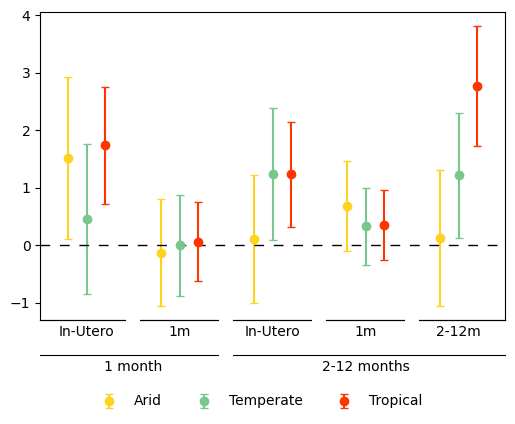 4
3
2
1
0
−1
In-Utero 1m In-Utero 1m 2-12m
1 month 2-12 months
Arid Temperate Tropical